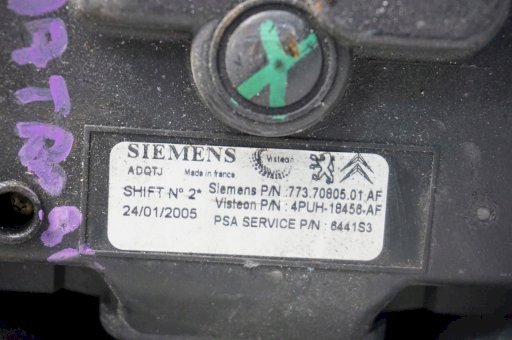 SIEMENS Visteon
ADQTJ Made in france
SHIFT N° 2* Siemens P/N :773.70805.01 AF
24/01/2005 Visteon P/N : 4PUH-18456-AF
PSA SERVICE P/N : 6441S3